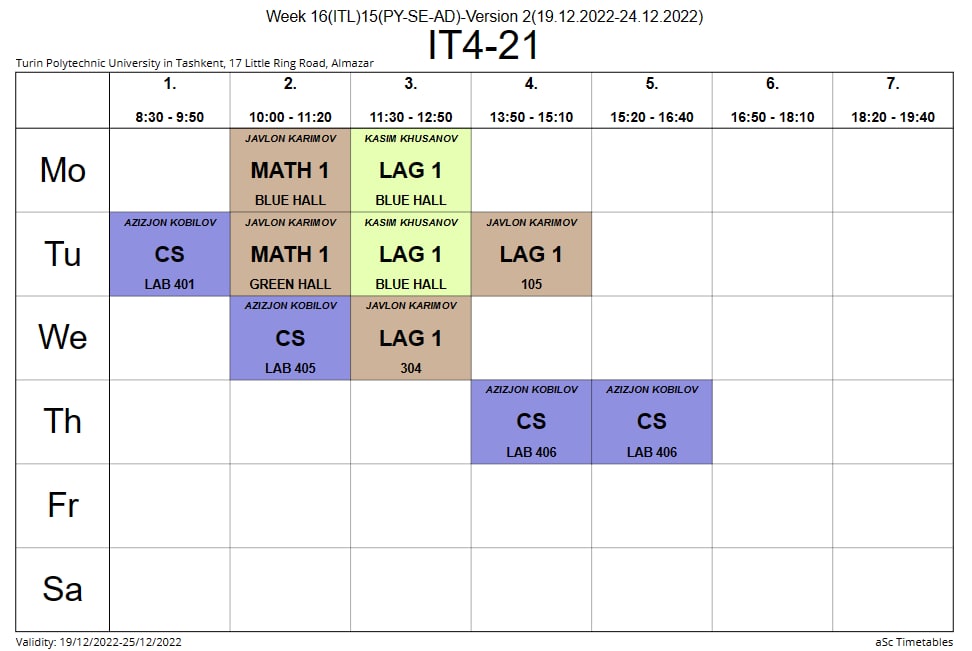 Week 16(ITL)15(PY-SE-AD)-Version 2(19.12.2022-24.12.2022)
IT4-21
Turin Polytechnic University in Tashkent, 17 Little Ring Road, Almazar
1. 2. 3. 4. 5. 6. 7.
8:30 - 9:50 10:00 - 11:20 11:30 - 12:50 13:50 - 15:10 15:20 - 16:40 16:50 - 18:10 18:20 - 19:40
JAVLON KARIMOV KASIM KHUSANOV
Mo MATH 1 LAG 1
BLUE HALL BLUE HALL
AZIZJON KOBILOV JAVLON KARIMOV KASIM KHUSANOV JAVLON KARIMOV
Tu CS MATH 1 LAG 1 LAG 1
LAB 401 GREEN HALL BLUE HALL 105
AZIZJON KOBILOV JAVLON KARIMOV
We CS LAG 1
LAB 405 304
AZIZJON KOBILOV AZIZJON KOBILOV
Th CS CS
LAB 406 LAB 406
Fr
Sa
Validity: 19/12/2022-25/12/2022 aSc Timetables